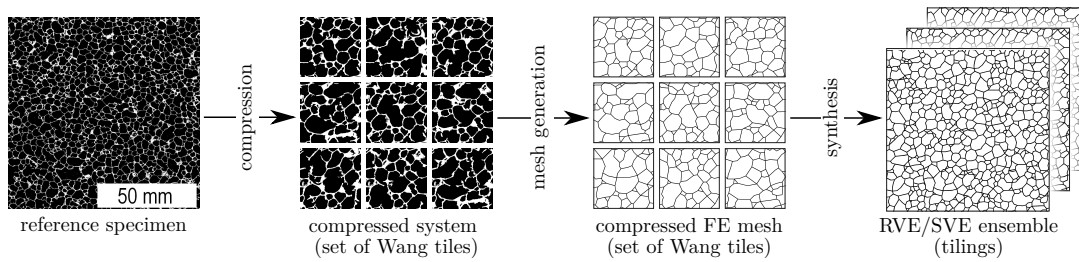 50 mm
reference specimen
compression
compressed system
(set of Wang tiles)
mesh generation
compressed FE mesh
(set of Wang tiles)
synthesis
RVE/SVE ensemble
(tilings)